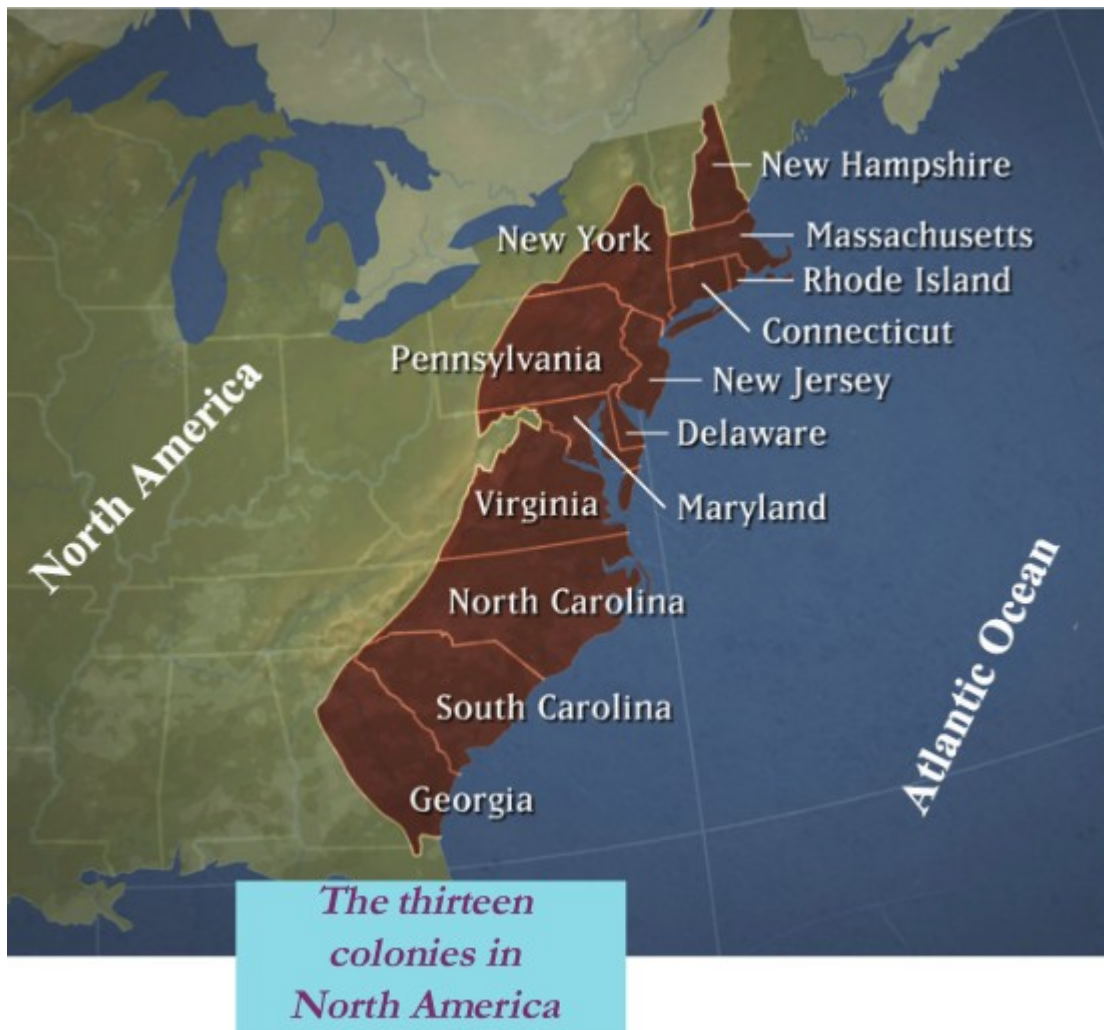 New Hampshire
New York
Massachusetts
Rhode Island
Connecticut
Pennsylvania
New Jersey
Delaware
North America
Virginia
Maryland
North Carolina
South Carolina
Georgia
Atlantic Ocean
The thirteen
colonies in
North America